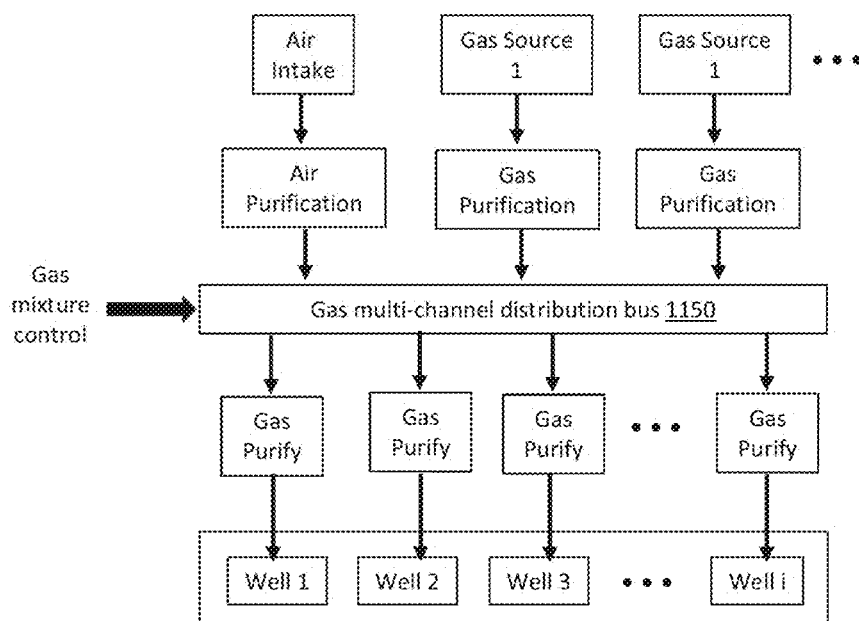 Air
Intake
Gas Source
1
Gas Source
1
Air
Purification
Gas
Purification
Gas
Purification
Gas
mixture
control
Gas multi-channel distribution bus 1150
Gas
Purify
Gas
Purify
Gas
Purify
Gas
Purify
Well 1
Well 2
Well 3
Well i